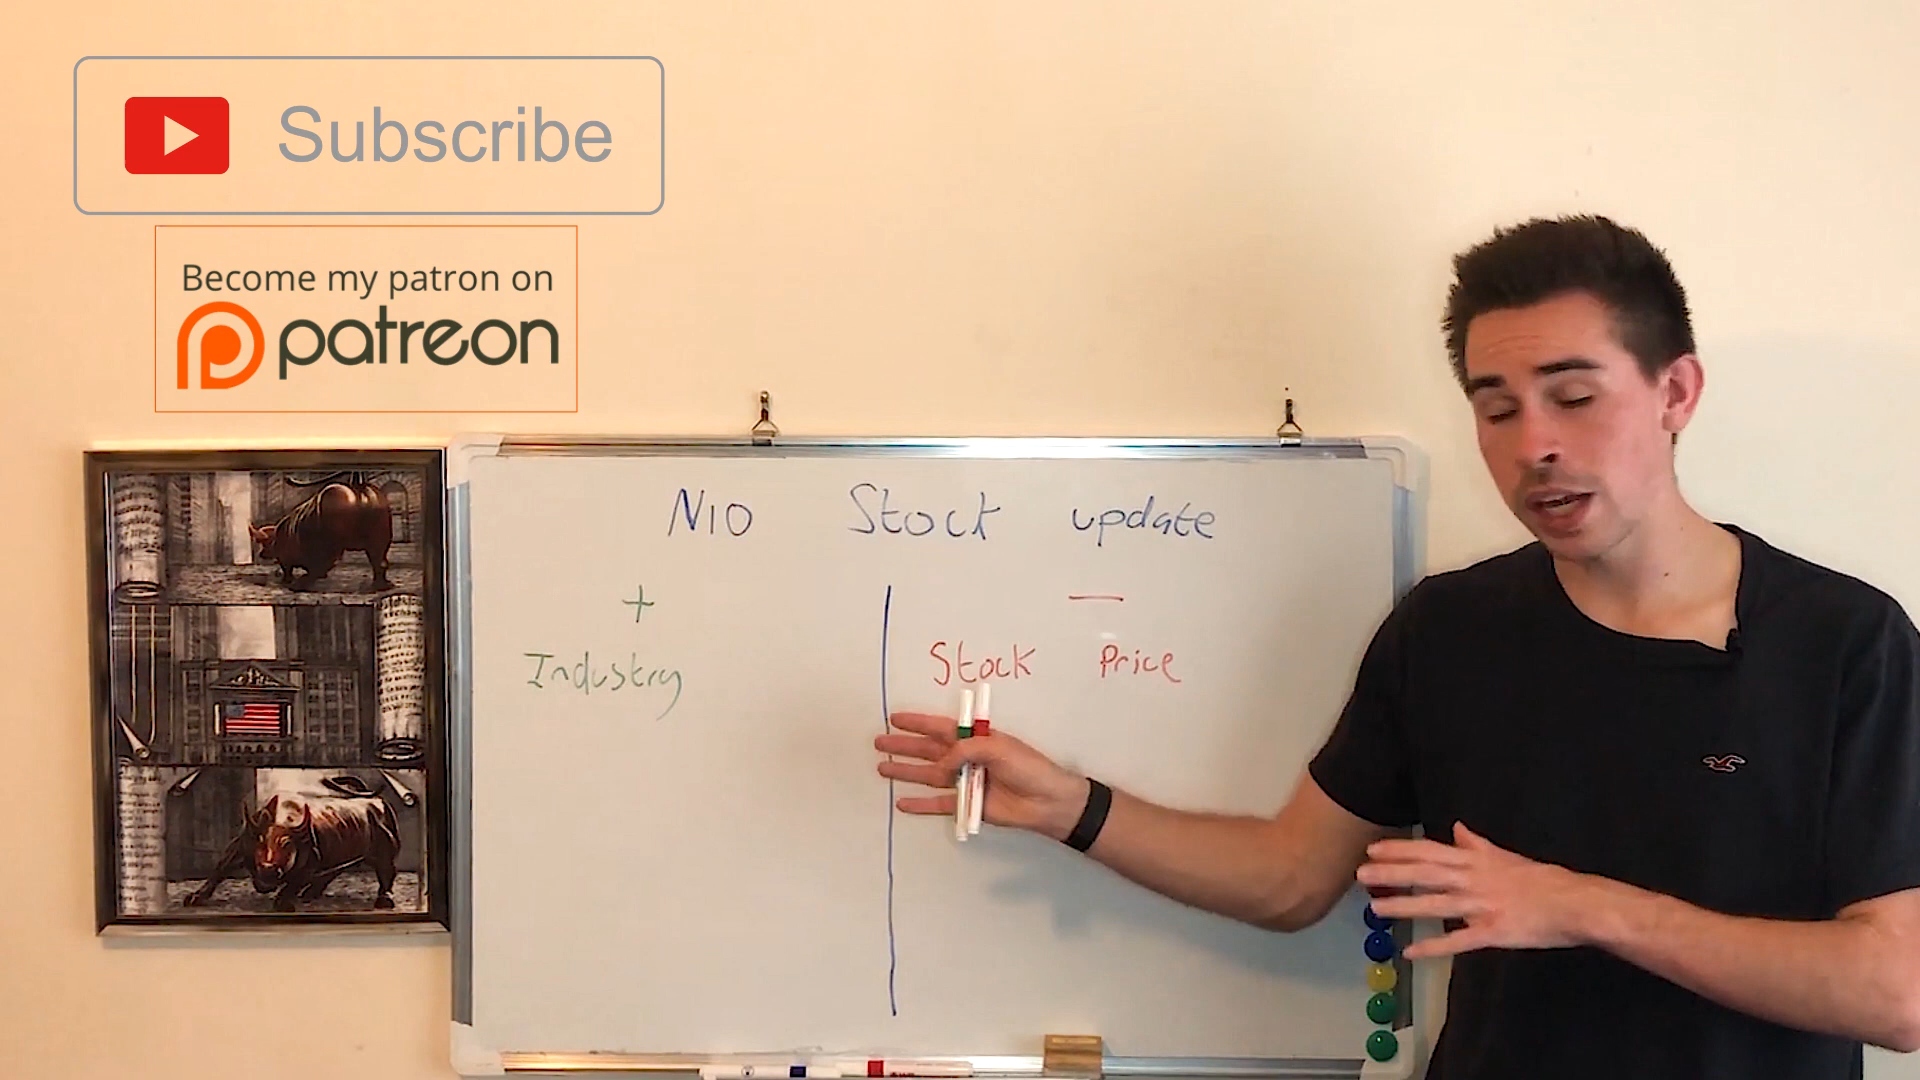 Subscribe
Become my patron on
patreon
NIO Stock update
+ −
Industry Stock Price